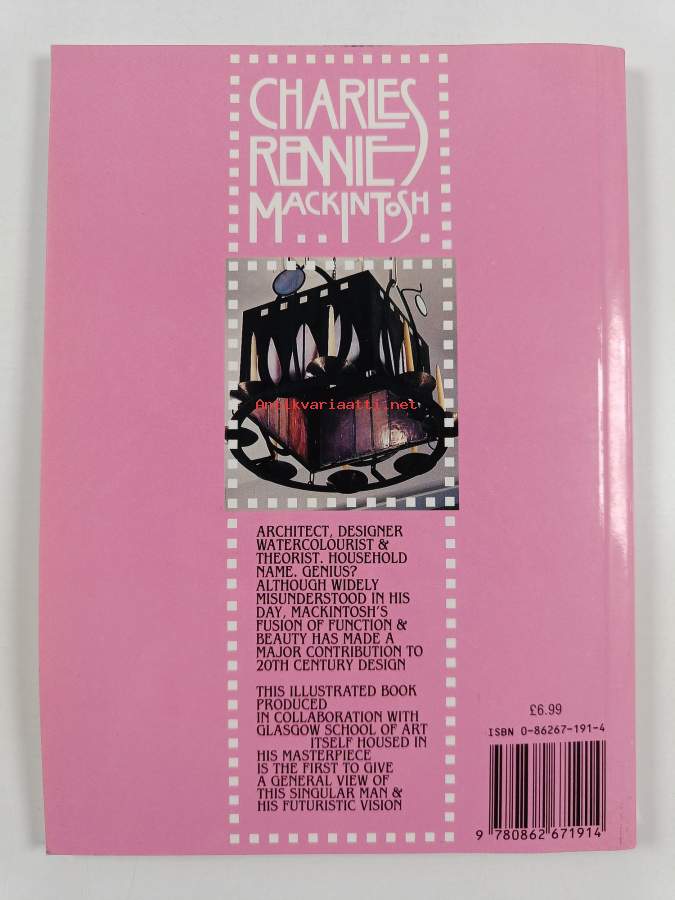 CHARLES
RENNIE
MACKINTOSH
Antikvariaatti.net
ARCHITECT, DESIGNER
WATERCOLOURIST &
THEORIST. HOUSEHOLD
NAME. GENIUS?
ALTHOUGH WIDELY
MISUNDERSTOOD IN HIS
DAY, MACKINTOSH'S
FUSION OF FUNCTION &
BEAUTY HAS MADE A
MAJOR CONTRIBUTION TO
20TH CENTURY DESIGN
THIS ILLUSTRATED BOOK
PRODUCED
IN COLLABORATION WITH
GLASGOW SCHOOL OF ART
ITSELF HOUSED IN
HIS MASTERPIECE
IS THE FIRST TO GIVE
A GENERAL VIEW OF
THIS SINGULAR MAN &
HIS FUTURISTIC VISION
£6.99
ISBN 0-86267-191-4
9 780862 671914